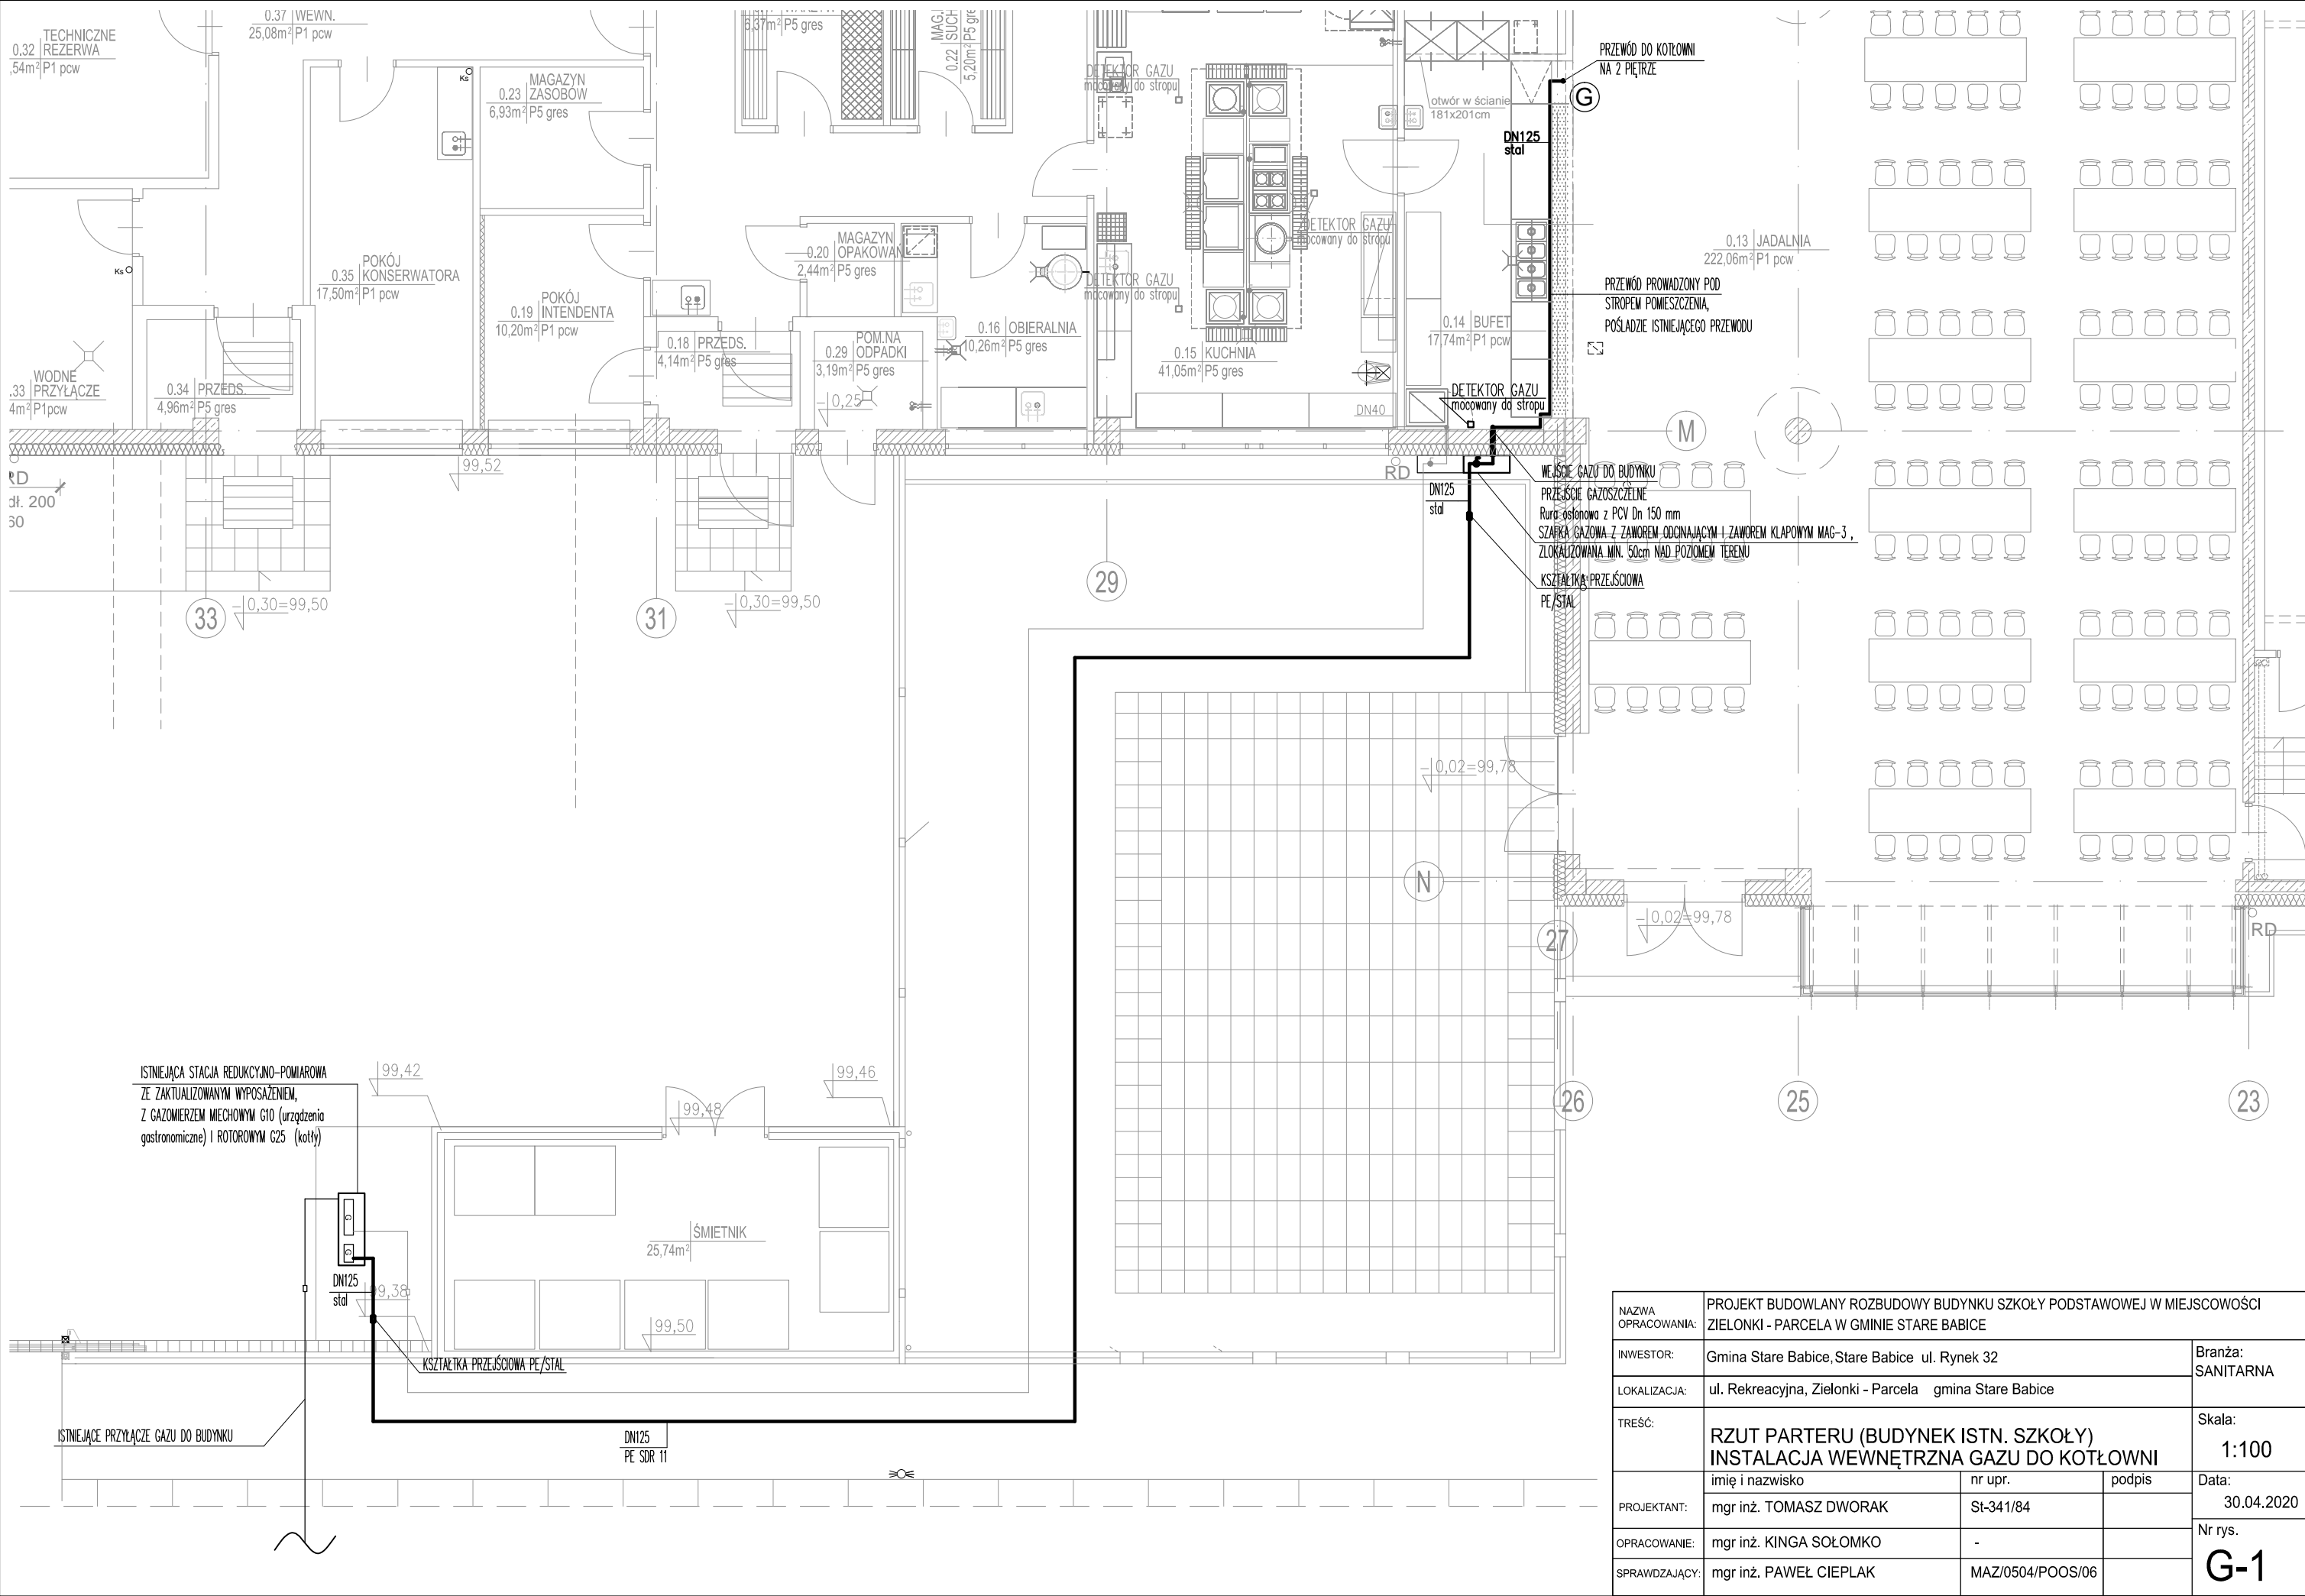 0.37 WEWN.
25,08m² P1 pcw
TECHNICZNE
0.32 REZERWA
,54m² P1 pcw
6,37m² P5 gres
MAG.
0.22 SUCH
5,20m² P5 gre
MAGAZYN
0.23 ZASOBÓW
6,93m² P5 gres
Ks
Ks
DETEKTOR GAZU
mocowany do stropu
otwór w ścianie
181x201cm
PRZEWÓD DO KOTŁOWNI
NA 2 PIĘTRZE
G
DN125
stal
POKÓJ
0.35 KONSERWATORA
17,50m² P1 pcw
POKÓJ
0.19 INTENDENTA
10,20m² P1 pcw
MAGAZYN
0.20 OPAKOWAŃ
2,44m² P5 gres
DETEKTOR GAZU
mocowany do stropu
DETEKTOR GAZU
mocowany do stropu
0.13 JADALNIA
222,06m² P1 pcw
PRZEWÓD PROWADZONY POD
STROPEM POMIESZCZENIA,
POŚLADZIE ISTNIEJĄCEGO PRZEWODU
0.18 PRZEDS.
4,14m² P5 gres
POM.NA
0.29 ODPADKI
3,19m² P5 gres
0.16 OBIERALNIA
10,26m² P5 gres
0.15 KUCHNIA
41,05m² P5 gres
0.14 BUFET
17,74m² P1 pcw
WODNE
.33 PRZYŁĄCZE
4m² P1pcw
0.34 PRZEDS.
4,96m² P5 gres
0,25
DN40
DETEKTOR GAZU
mocowany do stropu
M
RD
dł. 200
60
99,52
RD
DN125
stal
WEJŚCIE GAZU DO BUDYNKU
PRZEJŚCIE GAZOSZCZELNE
Rura osłonowa z PCV Dn 150 mm
SZAFKA GAZOWA Z ZAWOREM ODCINAJĄCYM I ZAWOREM KLAPOWYM MAG-3 ,
ZLOKALIZOWANA MIN. 50cm NAD POZIOMEM TERENU
KSZTAŁTKA PRZEJŚCIOWA
PE/STAL
33
-0,30=99,50
31
-0,30=99,50
29
-0,02=99,78
N
27
-0,02=99,78
RD
26
25
23
ISTNIEJĄCA STACJA REDUKCYJNO-POMIAROWA
ZE ZAKTUALIZOWANYM WYPOSAŻENIEM,
Z GAZOMIERZEM MIECHOWYM G10 (urządzenia
gastronomiczne) I ROTOROWYM G25 (kotły)
99,42
99,46
99,48
G
G
ŚMIETNIK
25,74m²
DN125
stal
99,38
99,50
KSZTAŁTKA PRZEJŚCIOWA PE/STAL
ISTNIEJĄCE PRZYŁĄCZE GAZU DO BUDYNKU
DN125
PE SDR 11
NAZWA
OPRACOWANIA:
PROJEKT BUDOWLANY ROZBUDOWY BUDYNKU SZKOŁY PODSTAWOWEJ W MIEJSCOWOŚCI
ZIELONKI - PARCELA W GMINIE STARE BABICE
INWESTOR: Gmina Stare Babice, Stare Babice ul. Rynek 32
Branża:
SANITARNA
LOKALIZACJA: ul. Rekreacyjna, Zielonki - Parcela gmina Stare Babice
TREŚĆ:
RZUT PARTERU (BUDYNEK ISTN. SZKOŁY)
INSTALACJA WEWNĘTRZNA GAZU DO KOTŁOWNI
Skala:
1:100
imię i nazwisko nr upr. podpis
Data:
30.04.2020
PROJEKTANT: mgr inż. TOMASZ DWORAK St-341/84
OPRACOWANIE: mgr inż. KINGA SOŁOMKO -
Nr rys.
G-1
SPRAWDZAJĄCY: mgr inż. PAWEŁ CIEPLAK MAZ/0504/POOS/06